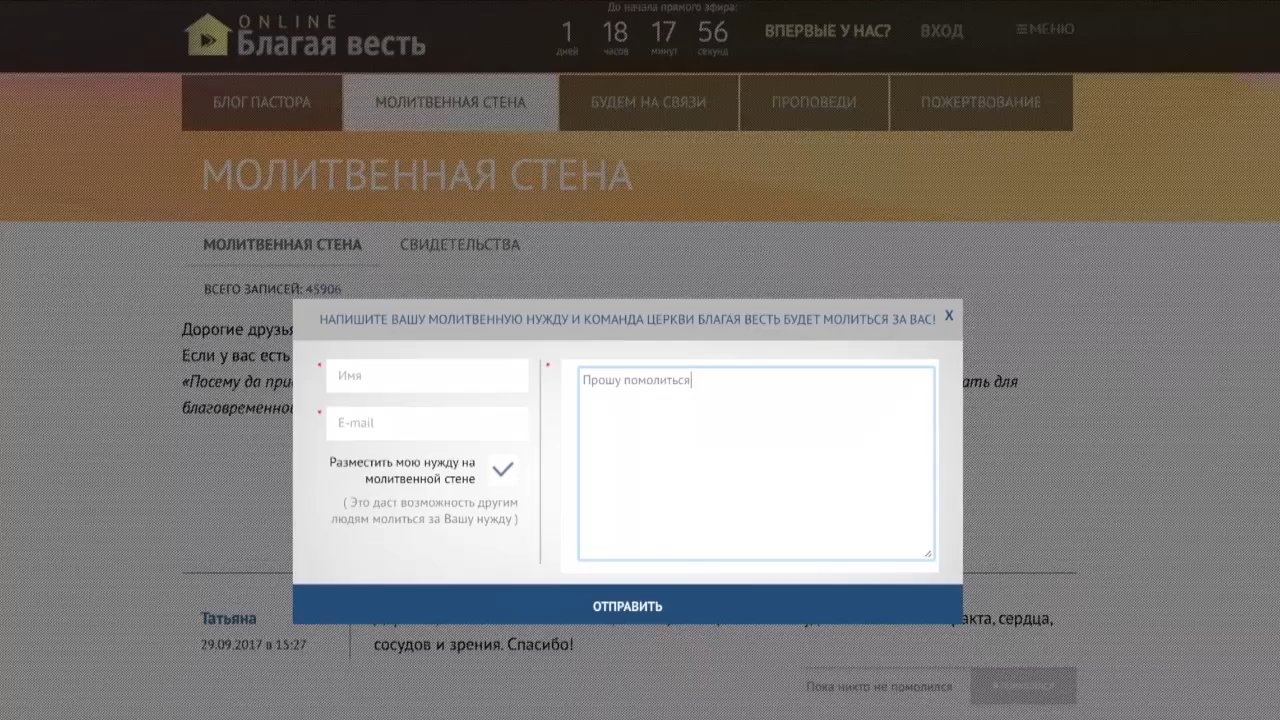 До начала прямого эфира:
ONLINE
Благая весть
1 18 17 56
дней часов минут секунд
ВПЕРВЫЕ У НАС?
ВХОД
МЕНЮ
БЛОГ ПАСТОРА
МОЛИТВЕННАЯ СТЕНА
БУДЕМ НА СВЯЗИ
ПРОПОВЕДИ
ПОЖЕРТВОВАНИЕ
МОЛИТВЕННАЯ СТЕНА
МОЛИТВЕННАЯ СТЕНА
СВИДЕТЕЛЬСТВА
ВСЕГО ЗАПИСЕЙ: 45906
Дорогие друзья
Если у вас есть
«Посему да
для
НАПИШИТЕ ВАШУ МОЛИТВЕННУЮ НУЖДУ И КОМАНДА ЦЕРКВИ БЛАГАЯ ВЕСТЬ БУДЕТ МОЛИТЬСЯ ЗА ВАС!
X
* Имя
* E-mail
Разместить мою нужду на
молитвенной стене
( Это даст возможность другим
людям молиться за Вашу нужду )
* Прошу помолиться
ОТПРАВИТЬ
Татьяна
29.09.2017 в 15:27
сердца,
сосудов и зрения. Спасибо!
Пока никто не помолился